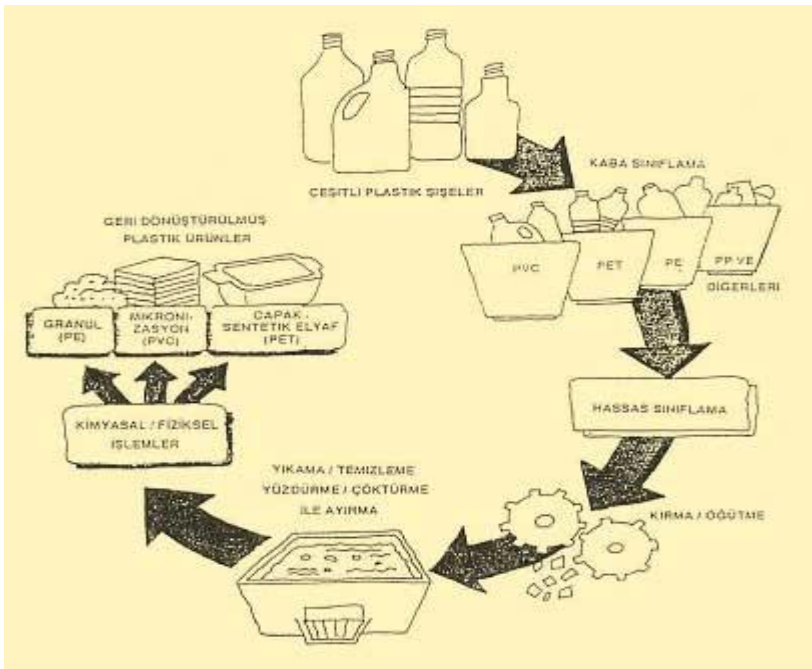 ÇEŞİTLİ PLASTİK ŞİŞELER
KABA SINIFLAMA
PVC
PET
PE
PP VE
DİĞERLERİ
HASSAS SINIFLAMA
KIRMA / ÖĞÜTME
YIKAMA / TEMİZLEME
YÜZDÜRME / ÇÖKTÜRME
İLE AYIRMA
KİMYASAL / FİZİKSEL
İŞLEMLER
GRANÜL
(PE)
MİKRONİ-
ZASYON
(PVC)
ÇAPAK -
SENTETİK ELYAF
(PET)
GERİ DÖNÜŞTÜRÜLMÜŞ
PLASTİK ÜRÜNLER